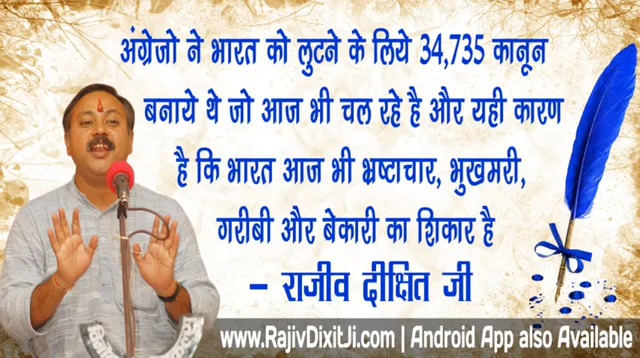 अंग्रेजो ने भारत को लुटने के लिये 34,735 कानून
बनाये थे जो आज भी चल रहे है और यही कारण
है कि भारत आज भी भ्रष्टाचार, भुखमरी,
गरीबी और बेकारी का शिकार है
– राजीव दीक्षित जी
www.RajivDixitJi.com | Android App also Available